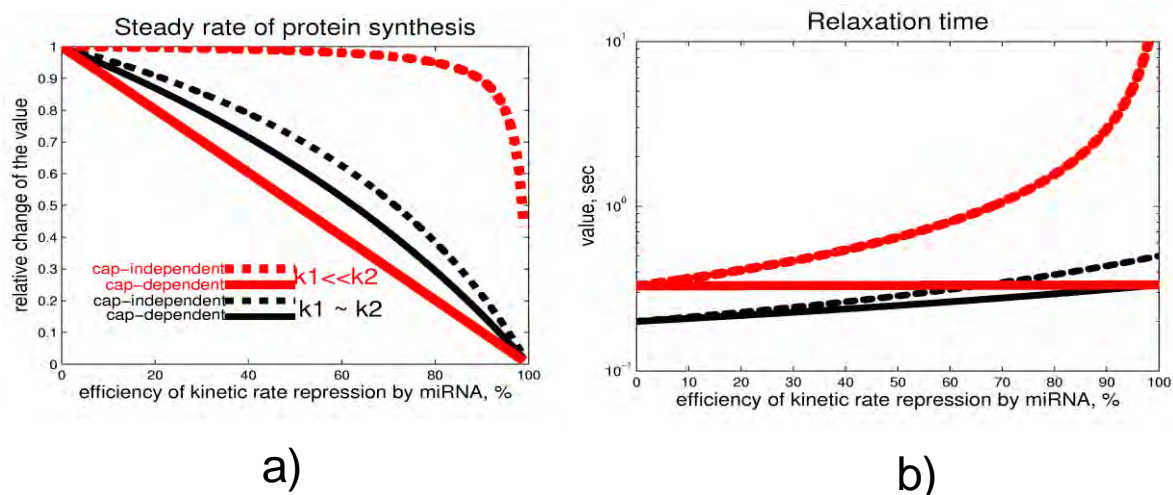 Steady rate of protein synthesis
relative change of the value
1
0.9
0.8
0.7
0.6
0.5
0.4
0.3
0.2
0.1
0
cap-independent
cap-dependent
k1<<k2
cap-independent
cap-dependent
k1 ~ k2
0 20 40 60 80 100
efficiency of kinetic rate repression by miRNA, %
a)
Relaxation time
value, sec
10^1
10^0
10^-1
0 10 20 30 40 50 60 70 80 90 100
efficiency of kinetic rate repression by miRNA, %
b)